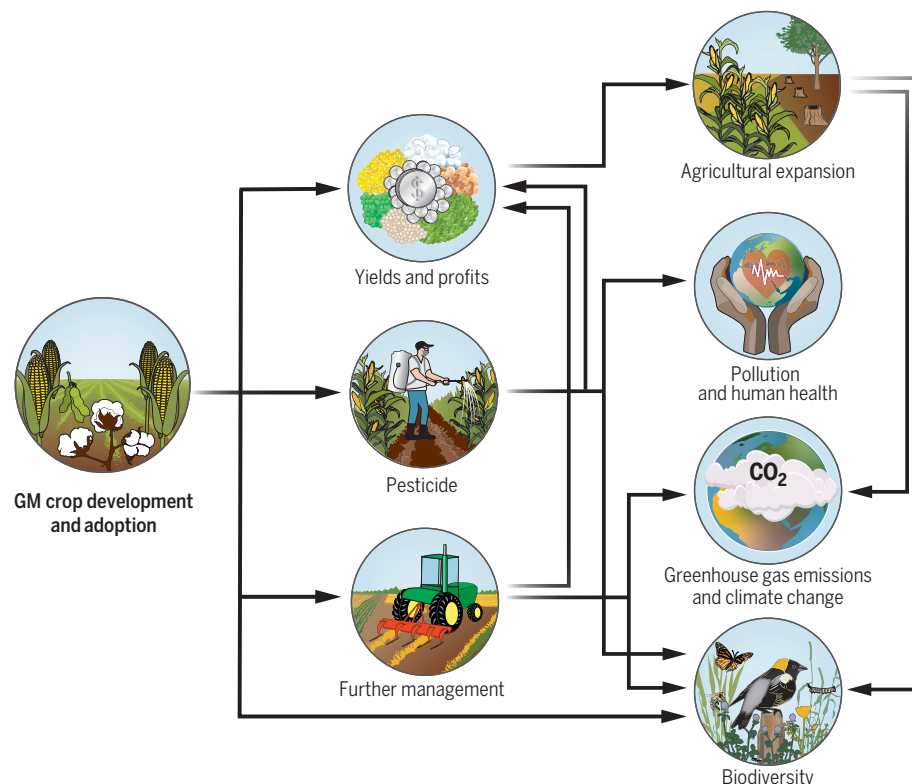 Agricultural expansion
$
Yields and profits
Pollution
and human health
GM crop development
and adoption
Pesticide
CO₂
Greenhouse gas emissions
and climate change
Further management
Biodiversity